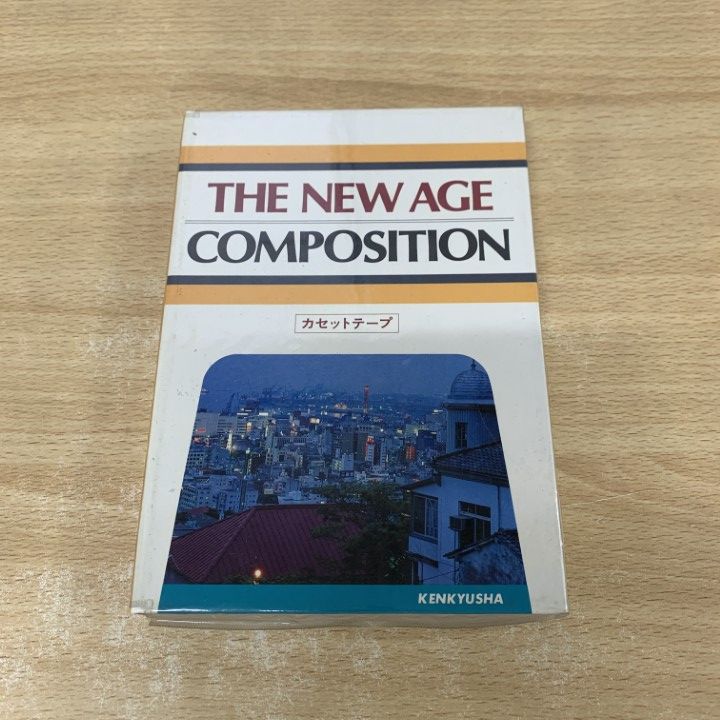 THE NEW AGE
COMPOSITION
カセットテープ
KENKYUSHA